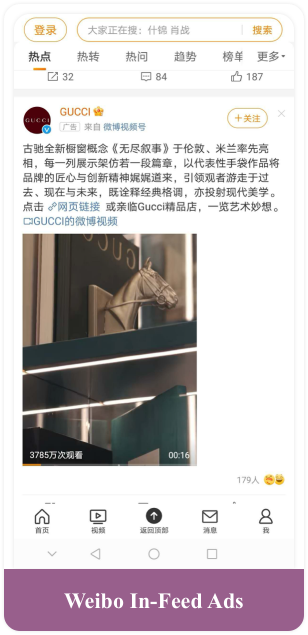 登录 大家正在搜：什锦 肖战 搜索
热点 热转 热问 趋势 榜单 更多
32 84 187
GUCCI
GUCCI
广告 来自 微博视频号
+关注
古驰全新橱窗概念《无尽叙事》于伦敦、米兰率先亮
相，每一列展示架仿若一段篇章，以代表性手袋作品将
品牌的匠心与创新精神娓娓道来，引领观者游走于过
去、现在与未来，既诠释经典格调，亦投射现代美学。
点击 网页链接 或亲临Gucci精品店，一览艺术妙想。
GUCCI的微博视频
3785万次观看 00:16
179人
首页 视频 返回顶部 消息 我
Weibo In-Feed Ads